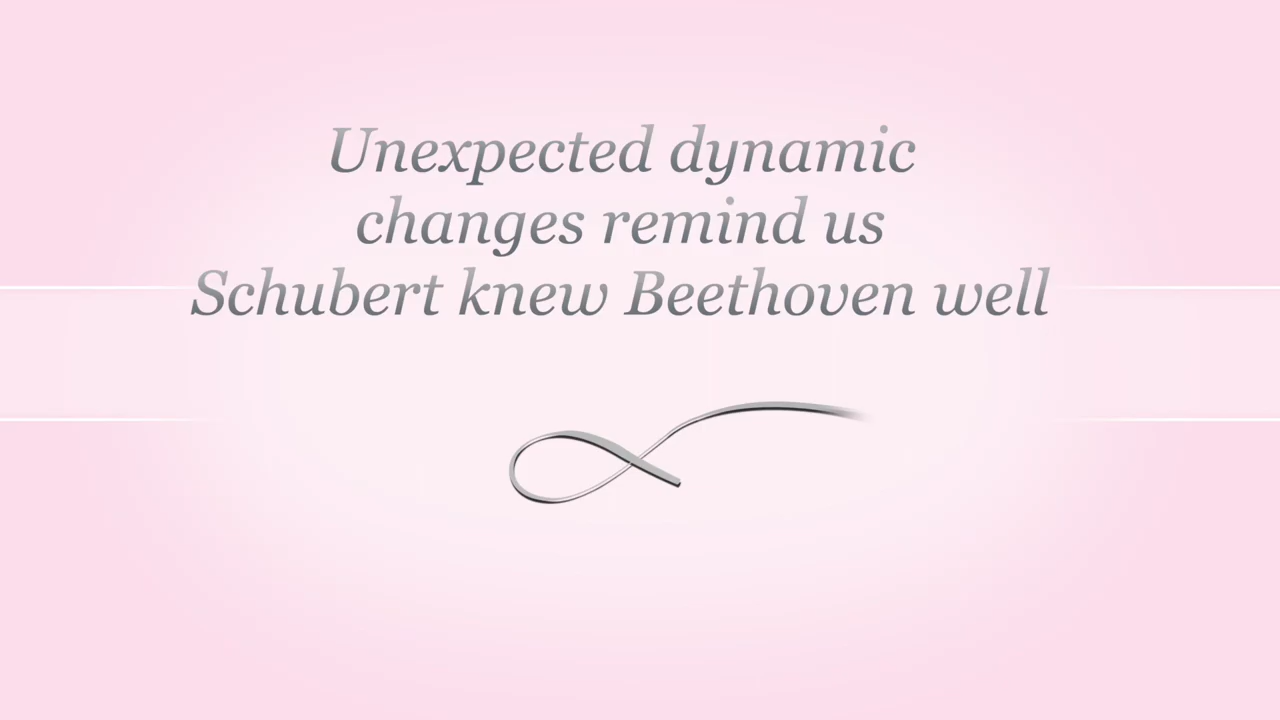 Unexpected dynamic
changes remind us
Schubert knew Beethoven well